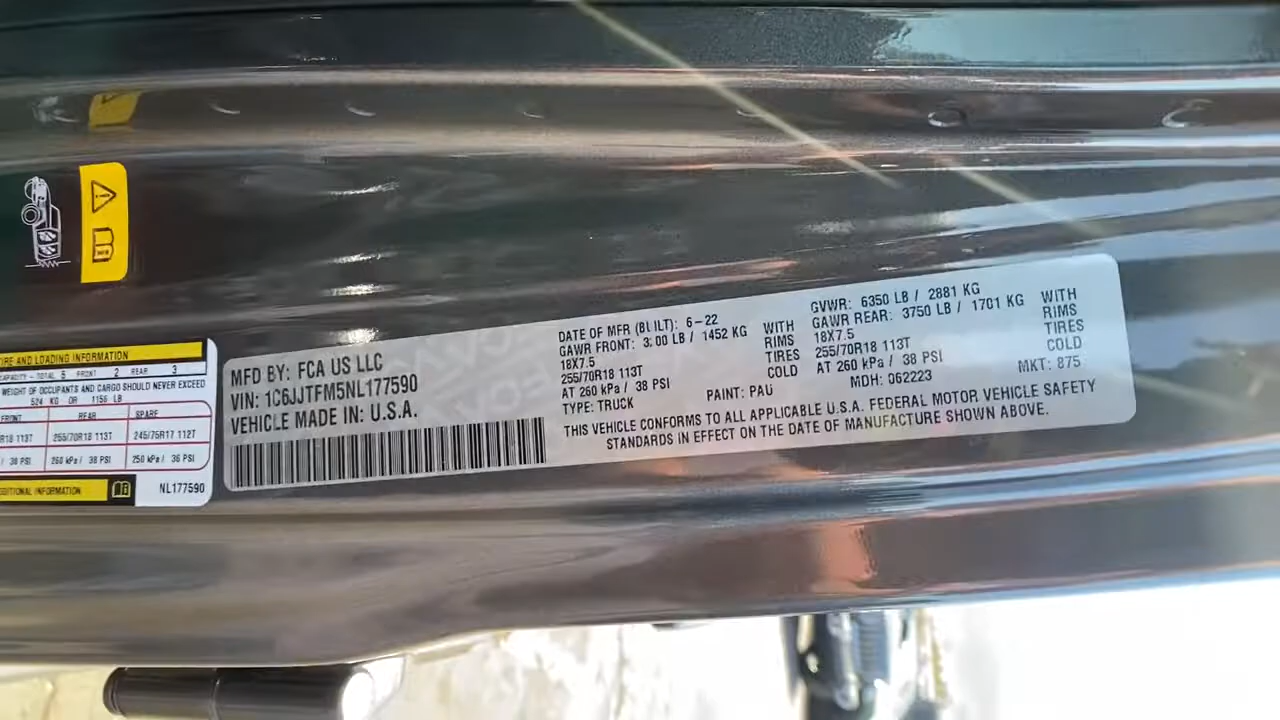 TIRE AND LOADING INFORMATION
CAPACITY - TOTAL 5 FRONT 2 REAR 3
WEIGHT OF OCCUPANTS AND CARGO SHOULD NEVER EXCEED
524 KG OR 1156 LB
FRONT REAR SPARE
R18 113T 255/70R18 113T 245/75R17 112T
/ 38 PSI 260 kPa / 38 PSI 250 kPa / 36 PSI
INFORMATION
NL177590
MFD BY: FCA US LLC
VIN: 1C6JJTFM5NL177590
VEHICLE MADE IN: U.S.A.
DATE OF MFR (BUILT): 6-22
GAWR FRONT: LB / 1452 KG WITH
18X7.5 RIMS
255/70R18 113T TIRES
AT 260 kPa / 38 PSI COLD
TYPE: TRUCK PAINT: PAU
GVWR: 6350 LB / 2881 KG
GAWR REAR: 3750 LB / 1701 KG WITH
18X7.5 RIMS
255/70R18 113T TIRES
AT 260 kPa / 38 PSI COLD
MDH: 062223 MKT: 875
THIS VEHICLE CONFORMS TO ALL APPLICABLE U.S.A. FEDERAL MOTOR VEHICLE SAFETY
STANDARDS IN EFFECT ON THE DATE OF MANUFACTURE SHOWN ABOVE.